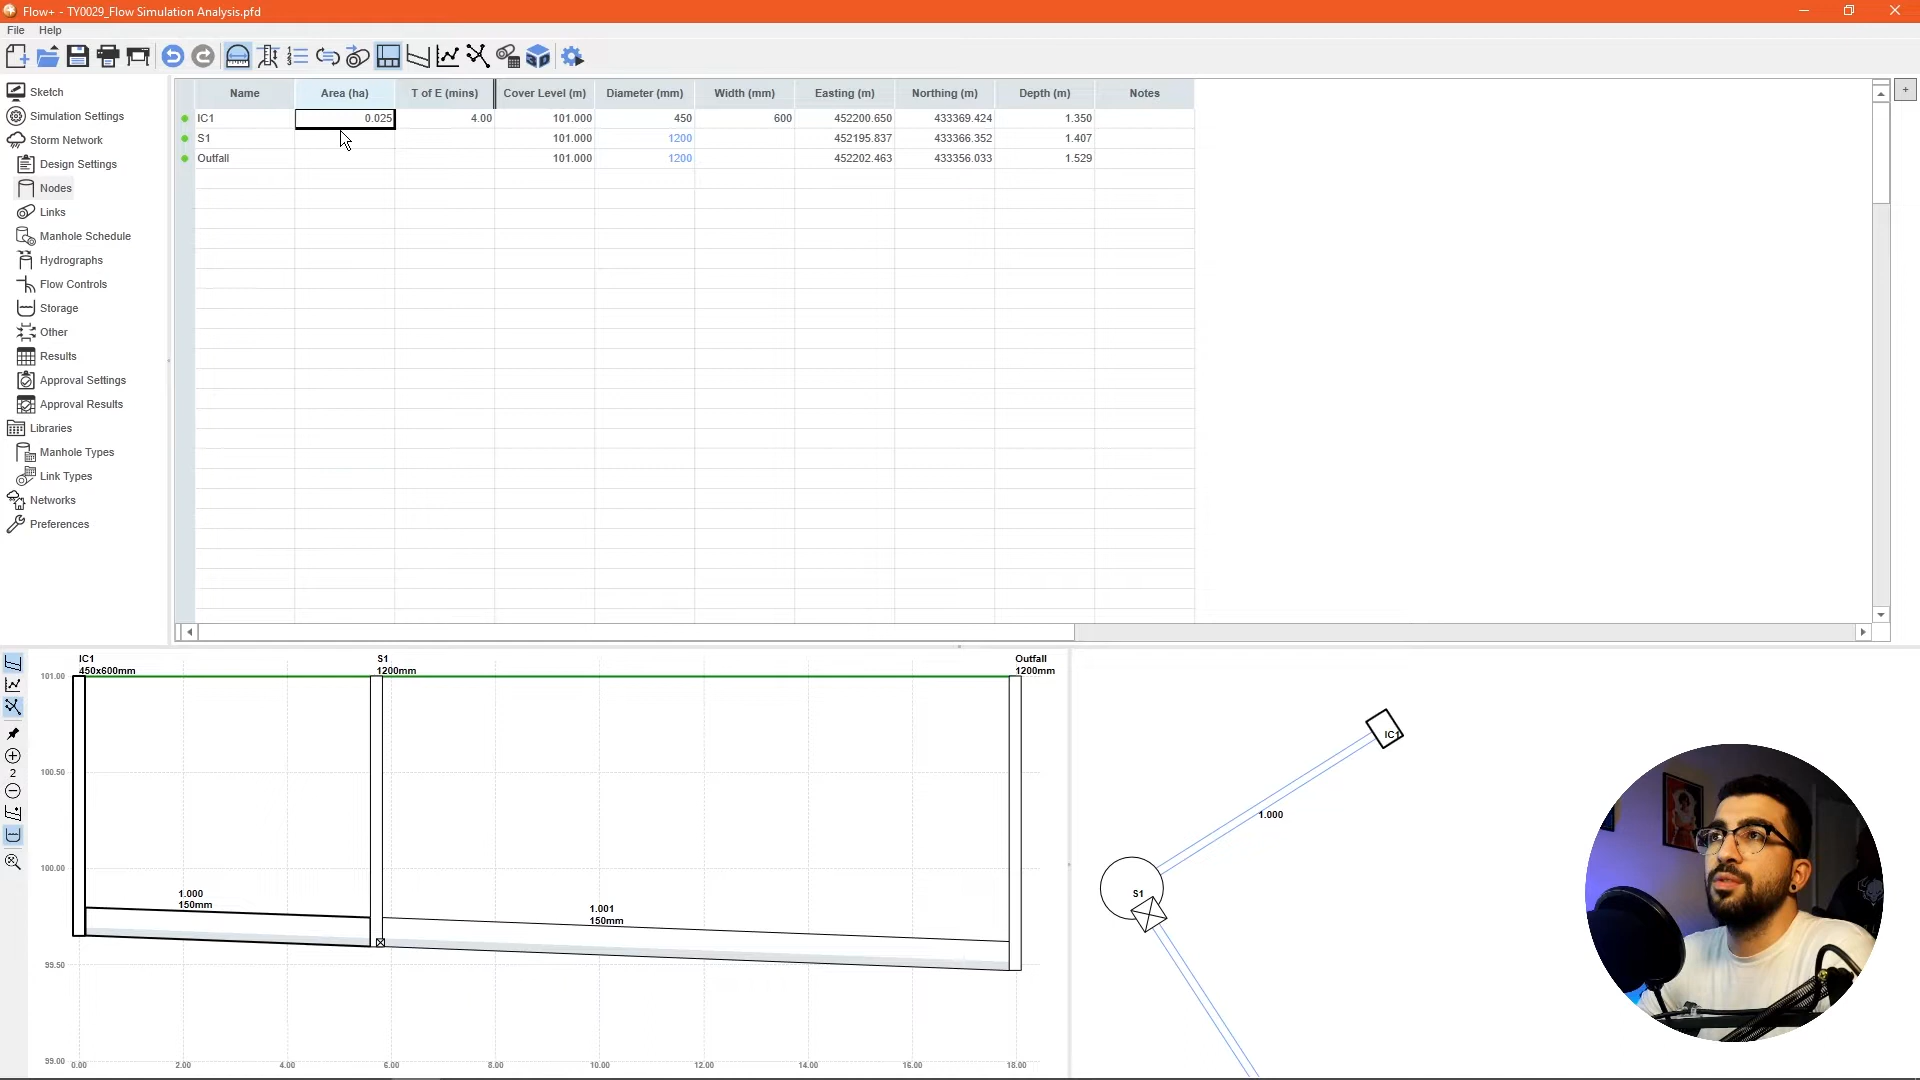 Flow+ - TY0029_Flow Simulation Analysis.pfd
File Help
Sketch
Simulation Settings
Storm Network
Design Settings
Nodes
Links
Manhole Schedule
Hydrographs
Flow Controls
Storage
Other
Results
Approval Settings
Approval Results
Libraries
Manhole Types
Link Types
Networks
Preferences
Name Area (ha) T of E (mins) Cover Level (m) Diameter (mm) Width (mm) Easting (m) Northing (m) Depth (m) Notes
IC1 0.025 4.00 101.000 450 600 452200.650 433369.424 1.350
S1 101.000 1200 452195.837 433366.352 1.407
Outfall 101.000 1200 452202.463 433356.033 1.529
2
IC1 S1 Outfall
450x600mm 1200mm 1200mm
101.00
100.50
100.00
1.000
150mm
1.001
150mm
99.50
99.00
0.00 2.00 4.00 6.00 8.00 10.00 12.00 14.00 16.00 18.00
IC1
1.000
S1